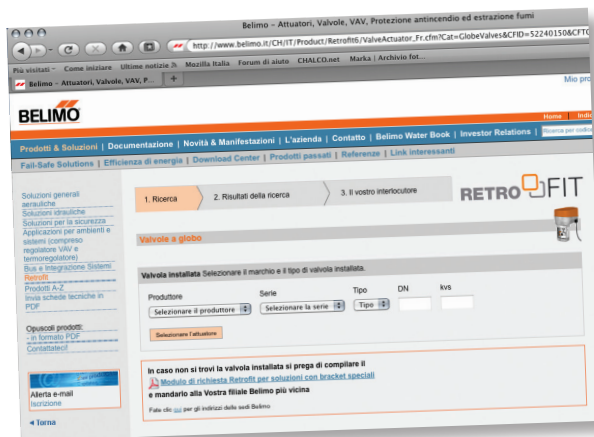 Belimo – Attuatori, Valvole, VAV, Protezione antincendio ed estrazione fumi
http://www.belimo.it/CH/IT/Product/Retrofit6/ValveActuator_Fr.cfm?Cat=GlobeValves&CFID=52240150&CFTO
Più visitati Come iniziare Ultime notizie Mozilla Italia Forum di aiuto CHALCO.net Marka | Archivio fot...
Belimo – Attuatori, Valvole, VAV, P... +
Mio pro
BELIMO
Home Indi
Prodotti & Soluzioni | Documentazione | Novità & Manifestazioni | L'azienda | Contatto | Belimo Water Book | Investor Relations | Ricerca per codice
Fail-Safe Solutions | Efficienza di energia | Download Center | Prodotti passati | Referenze | Link interessanti
Soluzioni generali
aerauliche
Soluzioni idrauliche
Soluzioni per la sicurezza
Applicazioni per ambienti e
sistemi (compreso
regolatore VAV e
termoregolatore)
Bus e Integrazione Sistemi
Retrofit
Prodotti A-Z
Invia schede tecniche in
PDF
Opuscoli prodotti:
- in formato PDF
Contattateci!
Allerta e-mail
Iscrizione
Torna
1. Ricerca 2. Risultati della ricerca 3. Il vostro interlocutore
RETROFIT
Valvole a globo
Valvola installata Selezionare il marchio e il tipo di valvola installata.
Produttore Serie Tipo DN kvs
Selezionare il produttore Selezionare la serie Tipo
Selezionare l'attuatore
In caso non si trovi la valvola installata si prega di compilare il
Modulo di richiesta Retrofit per soluzioni con bracket speciali
e mandarlo alla Vostra filiale Belimo più vicina
Fate clic qui per gli indirizzi delle sedi Belimo